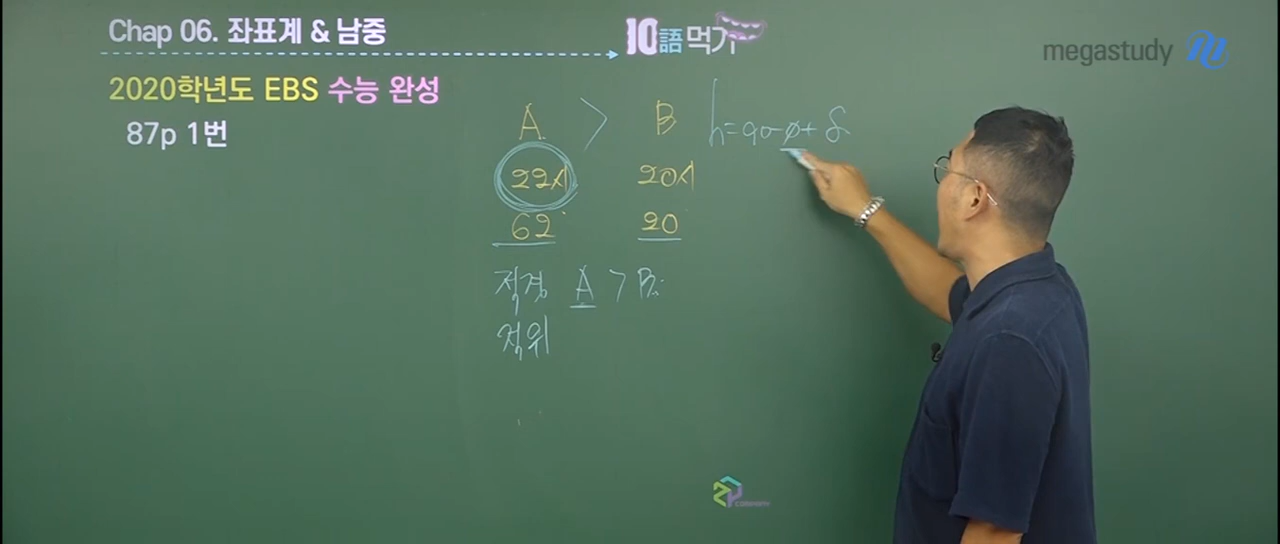 Chap 06. 좌표계 & 남중
10語먹기
megastudy
2020학년도 EBS 수능 완성
87p 1번
A > B h=90-φ+δ
22시 20시
62° 20°
적경 A > B
적위